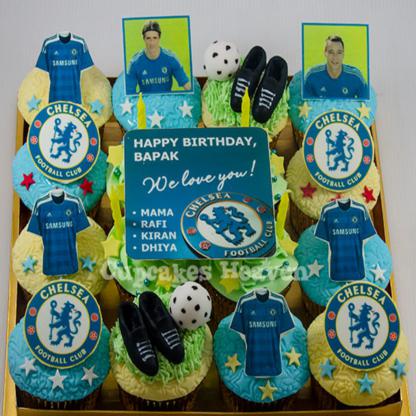 SAMSUNG
CHELSEA
FOOTBALL CLUB
CHELSEA
FOOTBALL CLUB
HAPPY BIRTHDAY,
BAPAK
We love you!
• MAMA
• RAFI
• KIRAN
• DHIYA
CHELSEA
FOOTBALL CLUB
SAMSUNG
SAMSUNG
Cupcakes Heaven
CHELSEA
FOOTBALL CLUB
SAMSUNG
CHELSEA
FOOTBALL CLUB